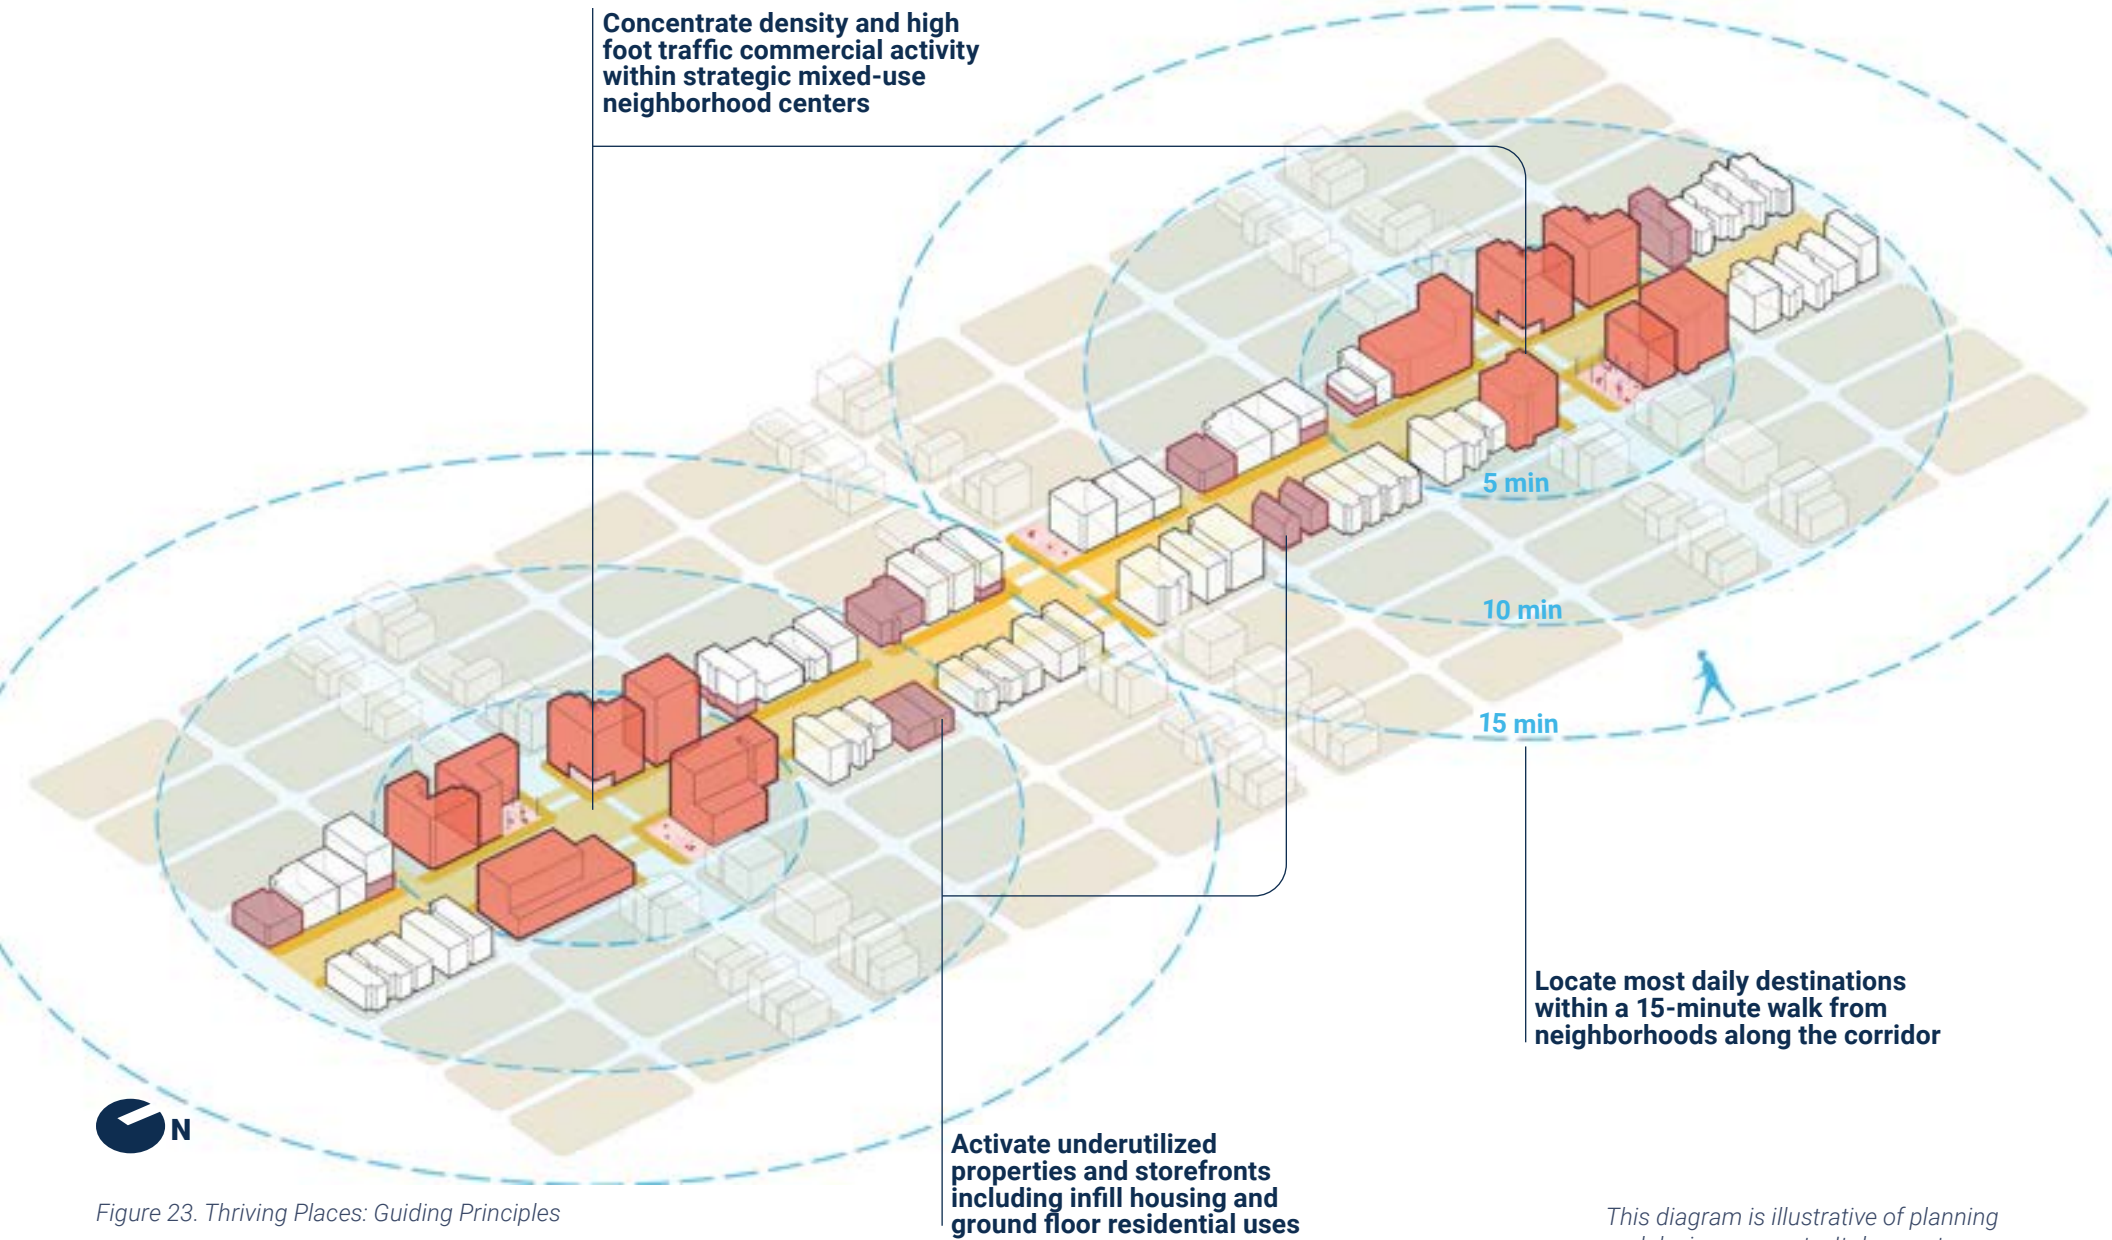 Concentrate density and high
foot traffic commercial activity
within strategic mixed-use
neighborhood centers
5 min
10 min
15 min
Locate most daily destinations
within a 15-minute walk from
neighborhoods along the corridor
N
Activate underutilized
properties and storefronts
including infill housing and
ground floor residential uses
Figure 23. Thriving Places: Guiding Principles
This diagram is illustrative of planning